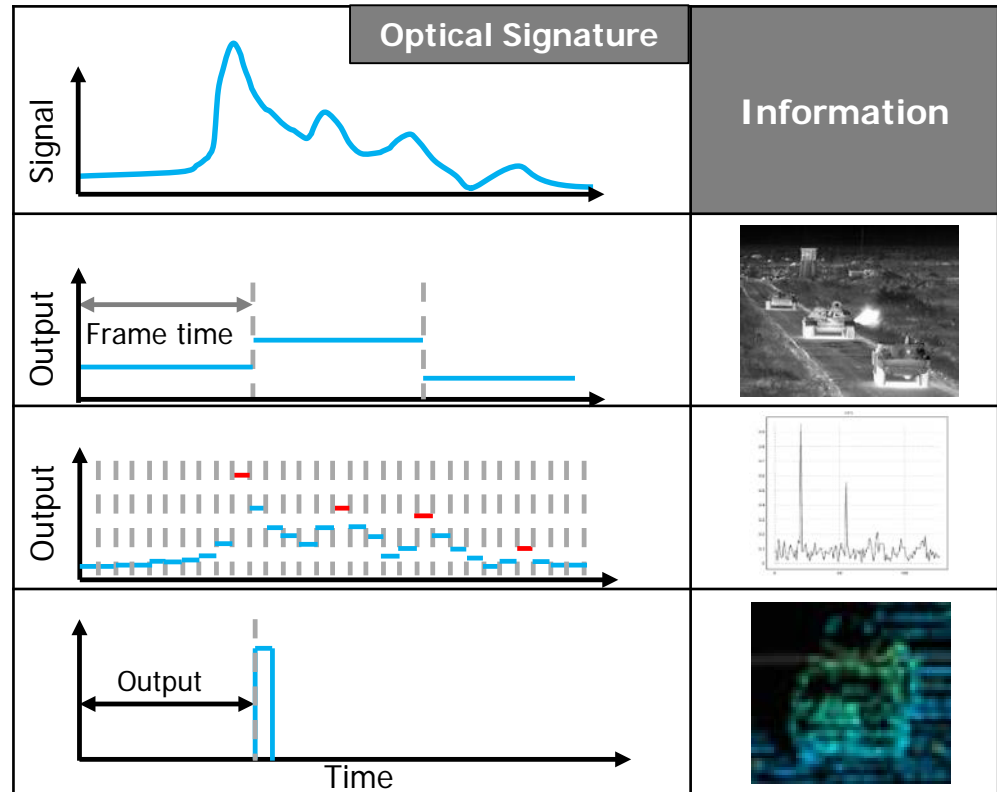 Optical Signature
Information
Signal
Output
Frame time
Output
Output
Time